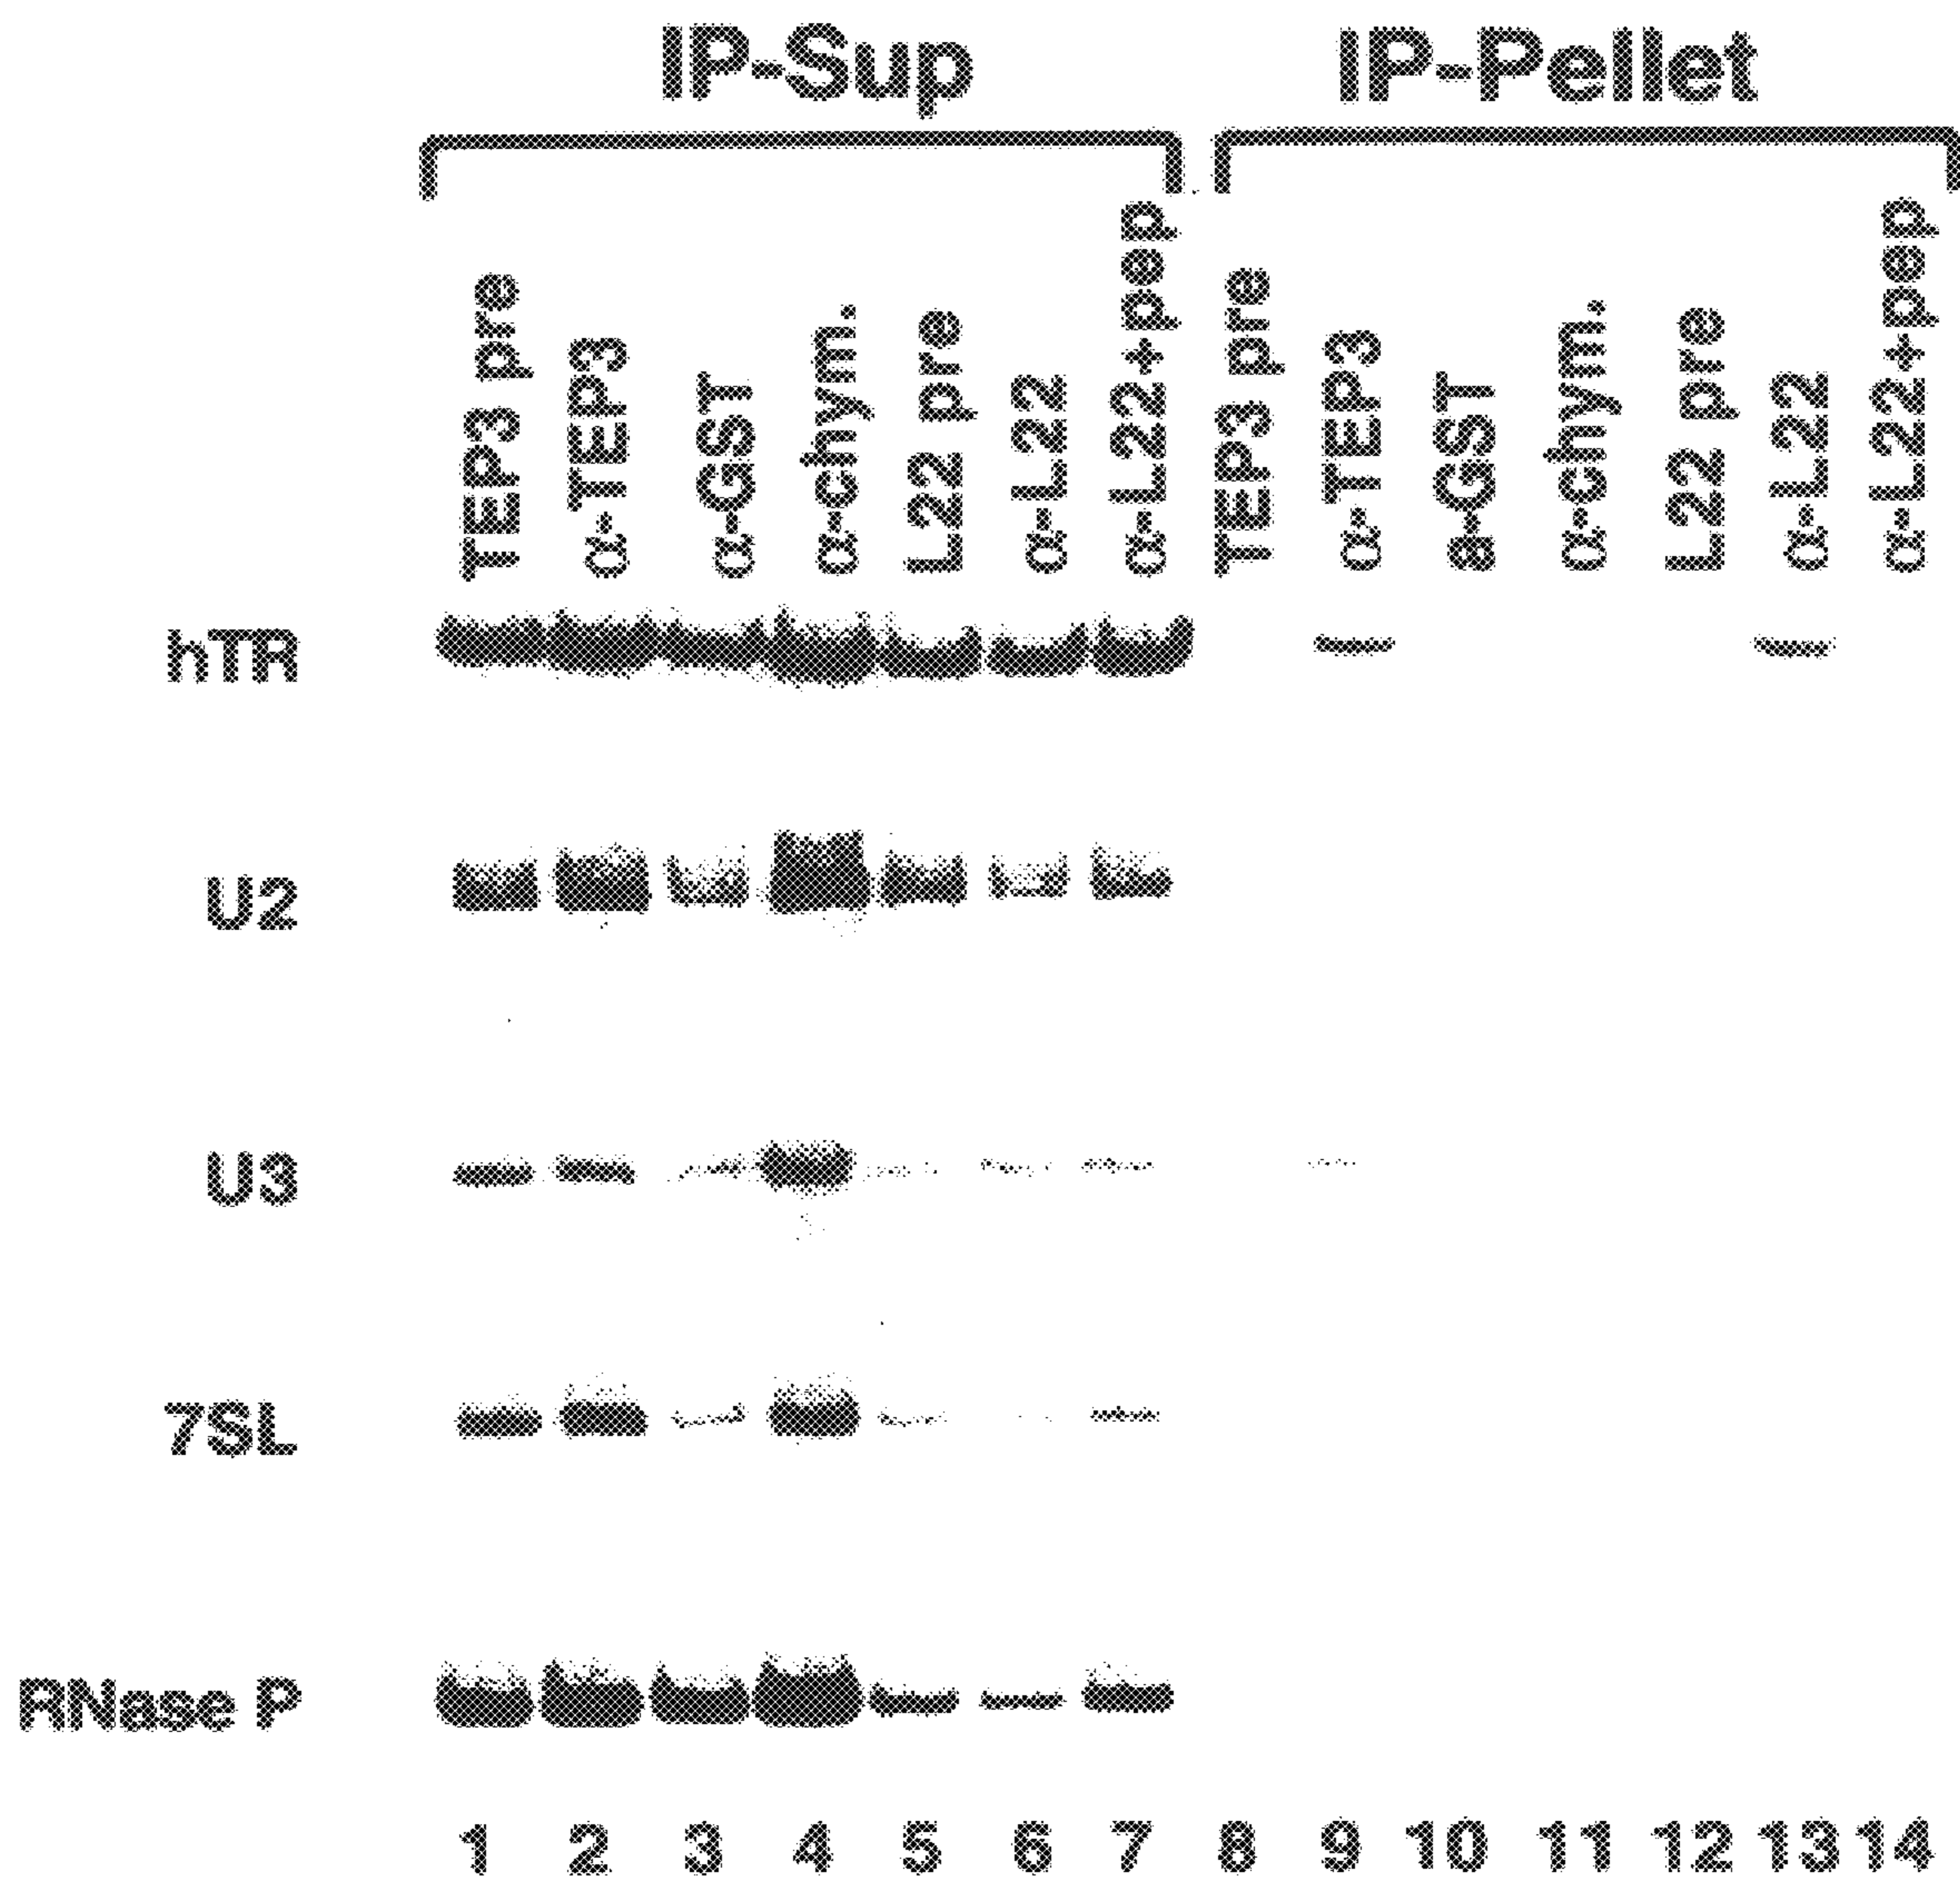 IP-Sup IP-Pellet
TEP3 pre
α-TEP3
α-GST
α-chym.
L22 pre
α-L22
α-L22+pep
TEP3 pre
α-TEP3
a-GST
α-chym.
L22 pre
α-L22
α-L22+pep
hTR
U2
U3
7SL
RNase P
1 2 3 4 5 6 7 8 9 10 11 12 13 14